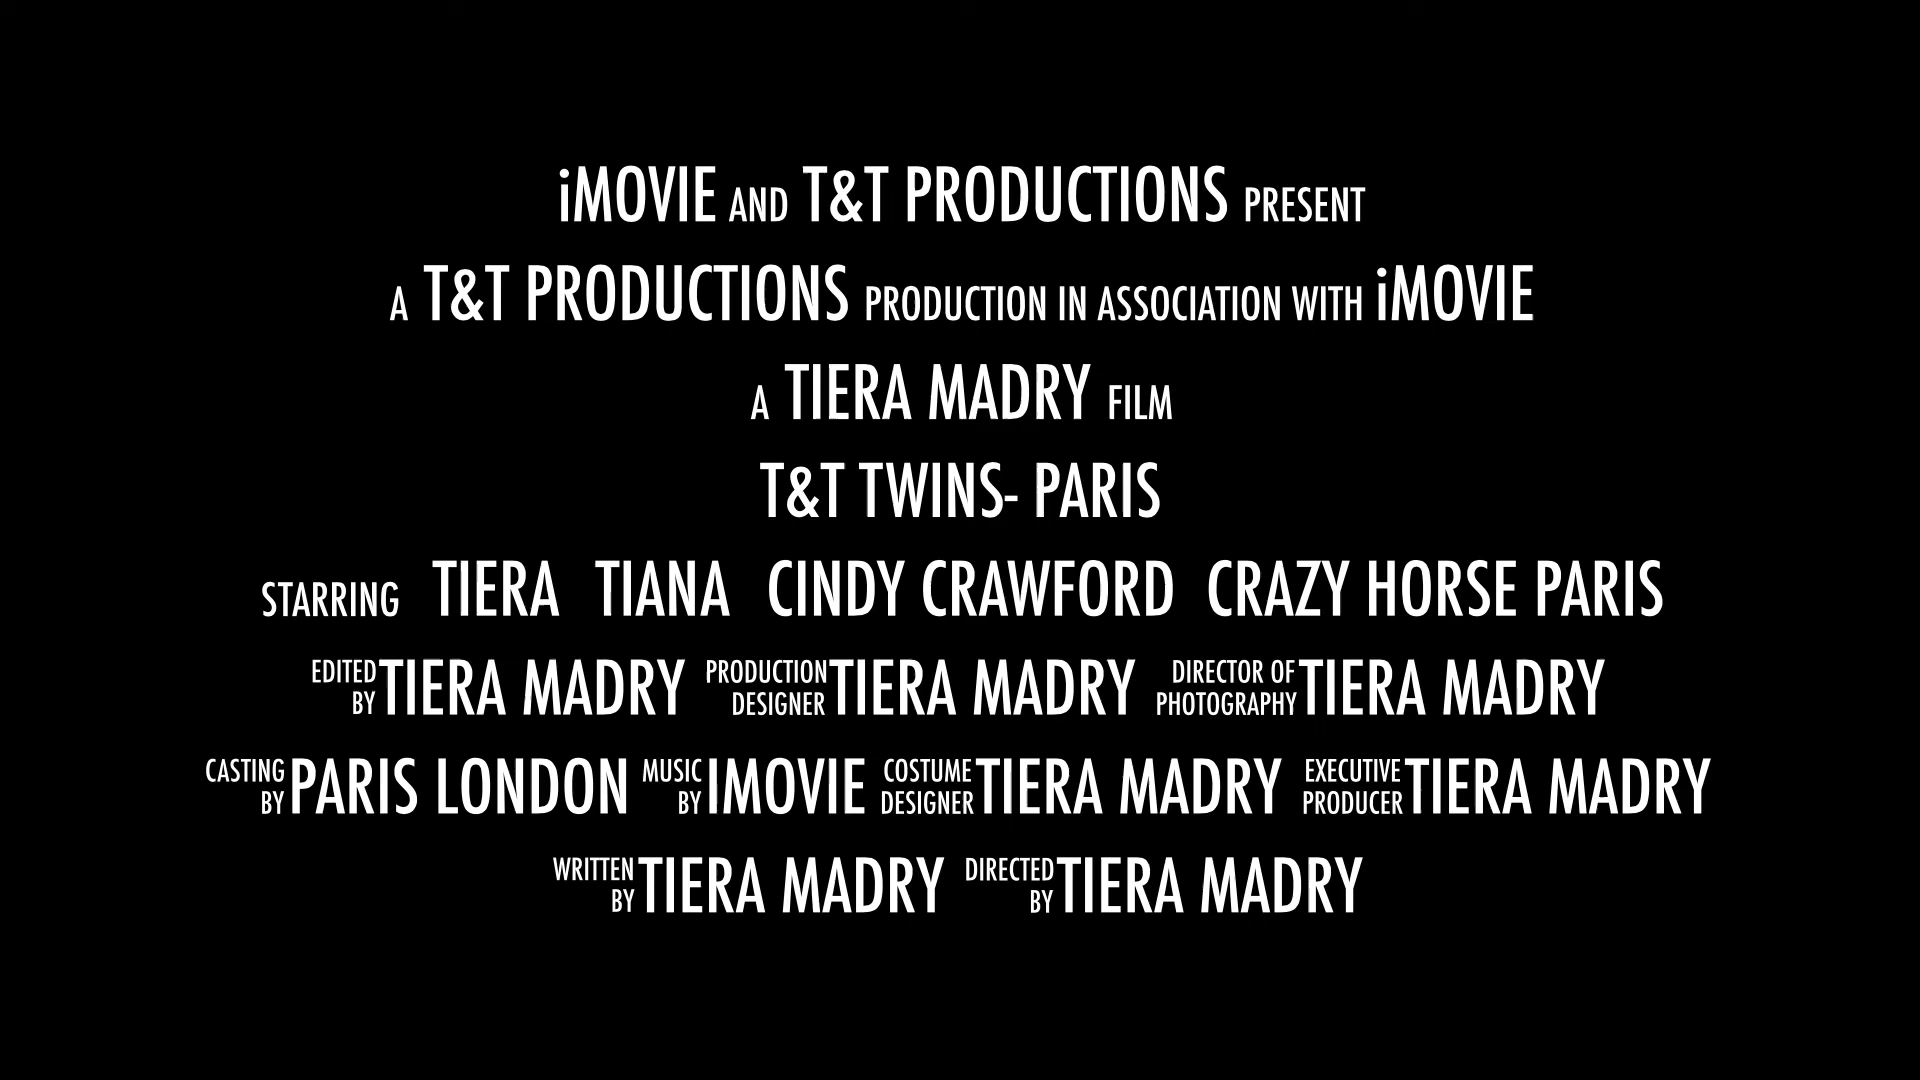 iMOVIE AND T&T PRODUCTIONS PRESENT
A T&T PRODUCTIONS PRODUCTION IN ASSOCIATION WITH iMOVIE
A TIERA MADRY FILM
T&T TWINS- PARIS
STARRING TIERA TIANA CINDY CRAWFORD CRAZY HORSE PARIS
EDITED BY TIERA MADRY PRODUCTION DESIGNER TIERA MADRY DIRECTOR OF PHOTOGRAPHY TIERA MADRY
CASTING BY PARIS LONDON MUSIC BY IMOVIE COSTUME DESIGNER TIERA MADRY EXECUTIVE PRODUCER TIERA MADRY
WRITTEN BY TIERA MADRY DIRECTED BY TIERA MADRY